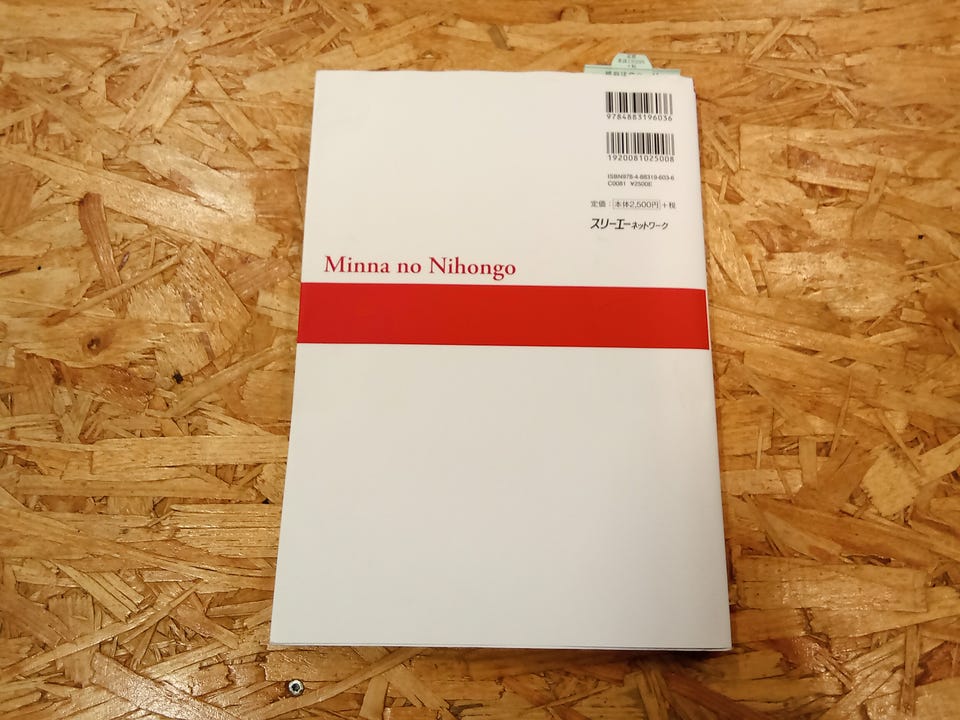 9784883196036
1920081025008
ISBN978-4-88319-603-6
C0081 ¥2500E
定価：本体2,500円+税
スリーエーネットワーク
Minna no Nihongo